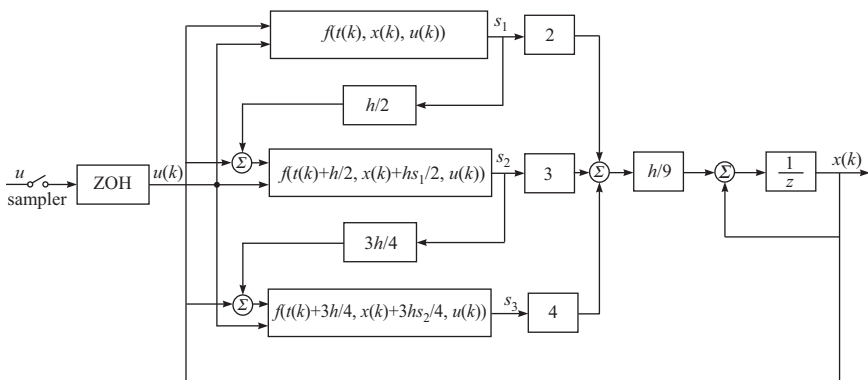 f(t(k), x(k), u(k))
s₁
2
h/2
u
sampler
ZOH
u(k)
Σ
f(t(k)+h/2, x(k)+hs₁/2, u(k))
s₂
3
Σ
h/9
Σ
1
z
x(k)
3h/4
Σ
f(t(k)+3h/4, x(k)+3hs₂/4, u(k))
s₃
4